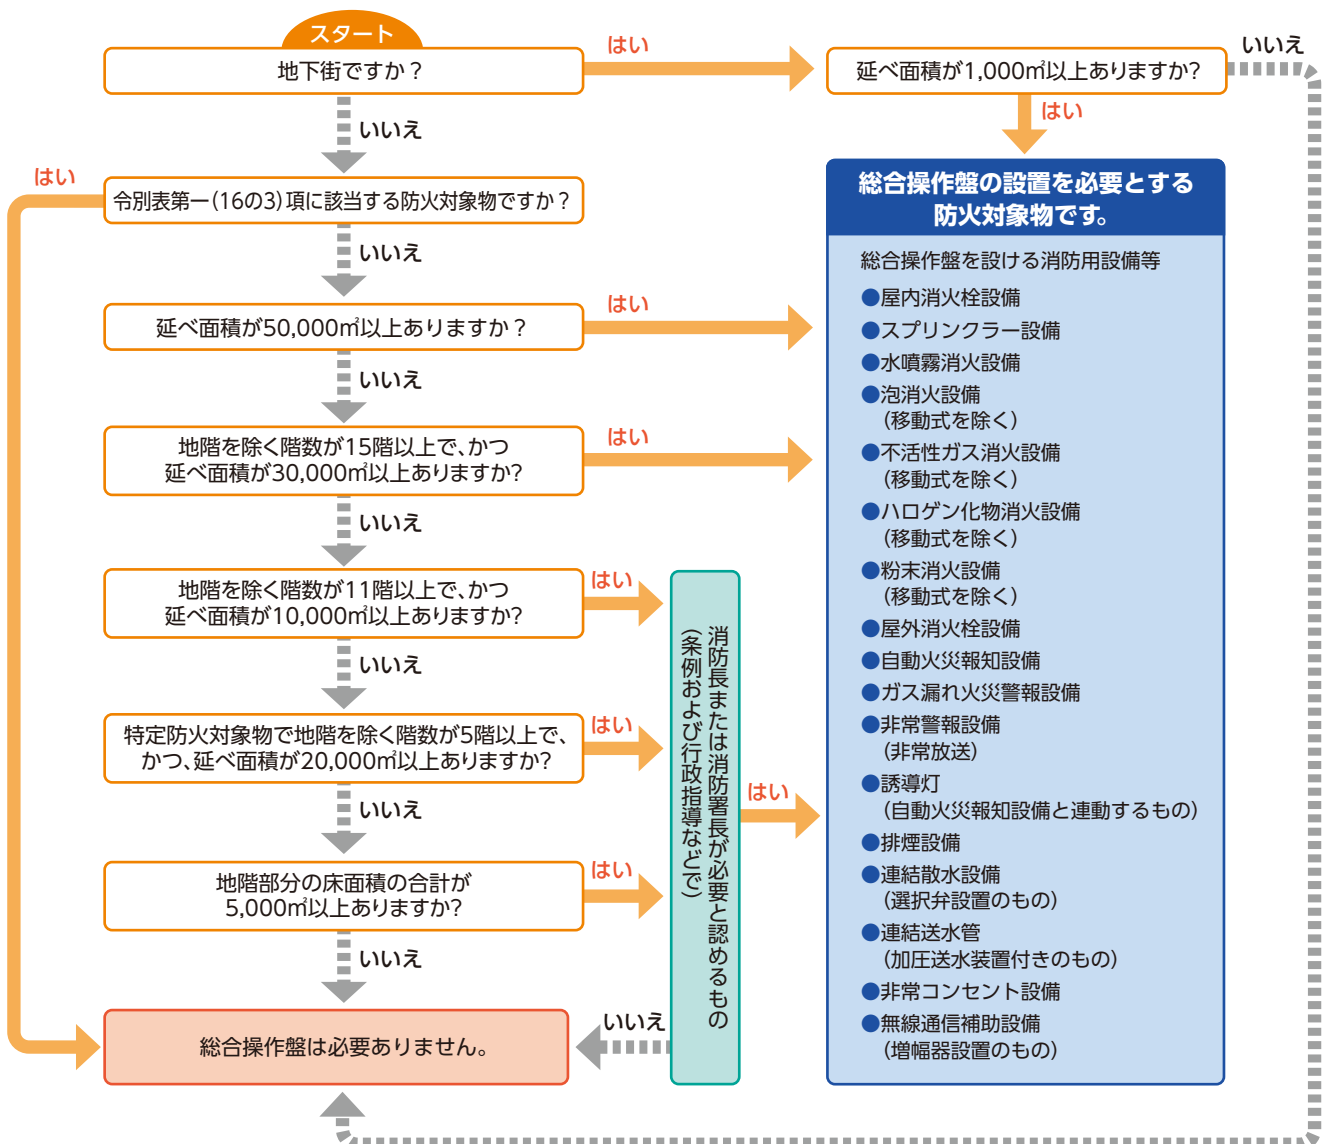 スタート
地下街ですか？
はい
延べ面積が1,000㎡以上ありますか?
いいえ
はい
いいえ
はい
令別表第一(16の3)項に該当する防火対象物ですか？
いいえ
延べ面積が50,000㎡以上ありますか？
はい
いいえ
地階を除く階数が15階以上で、かつ
延べ面積が30,000㎡以上ありますか?
はい
いいえ
地階を除く階数が11階以上で、かつ
延べ面積が10,000㎡以上ありますか?
はい
いいえ
特定防火対象物で地階を除く階数が5階以上で、
かつ、延べ面積が20,000㎡以上ありますか?
はい
いいえ
地階部分の床面積の合計が
5,000㎡以上ありますか?
はい
いいえ
総合操作盤は必要ありません。
消防長または消防署長が必要と認めるもの
(条例および行政指導などで)
はい
いいえ
総合操作盤の設置を必要とする
防火対象物です。
総合操作盤を設ける消防用設備等
●屋内消火栓設備
●スプリンクラー設備
●水噴霧消火設備
●泡消火設備
(移動式を除く)
●不活性ガス消火設備
(移動式を除く)
●ハロゲン化物消火設備
(移動式を除く)
●粉末消火設備
(移動式を除く)
●屋外消火栓設備
●自動火災報知設備
●ガス漏れ火災警報設備
●非常警報設備
(非常放送)
●誘導灯
(自動火災報知設備と連動するもの)
●排煙設備
●連結散水設備
(選択弁設置のもの)
●連結送水管
(加圧送水装置付きのもの)
●非常コンセント設備
●無線通信補助設備
(増幅器設置のもの)